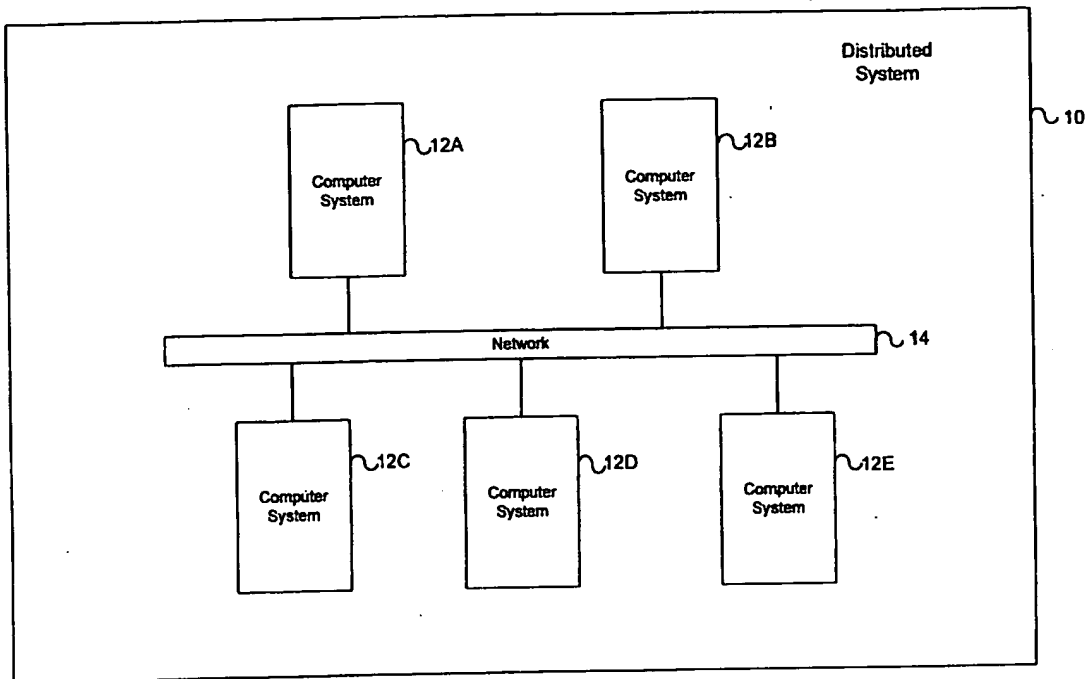 Distributed
System
10
12A
12B
Computer
System
Computer
System
Network
14
12C
12D
12E
Computer
System
Computer
System
Computer
System